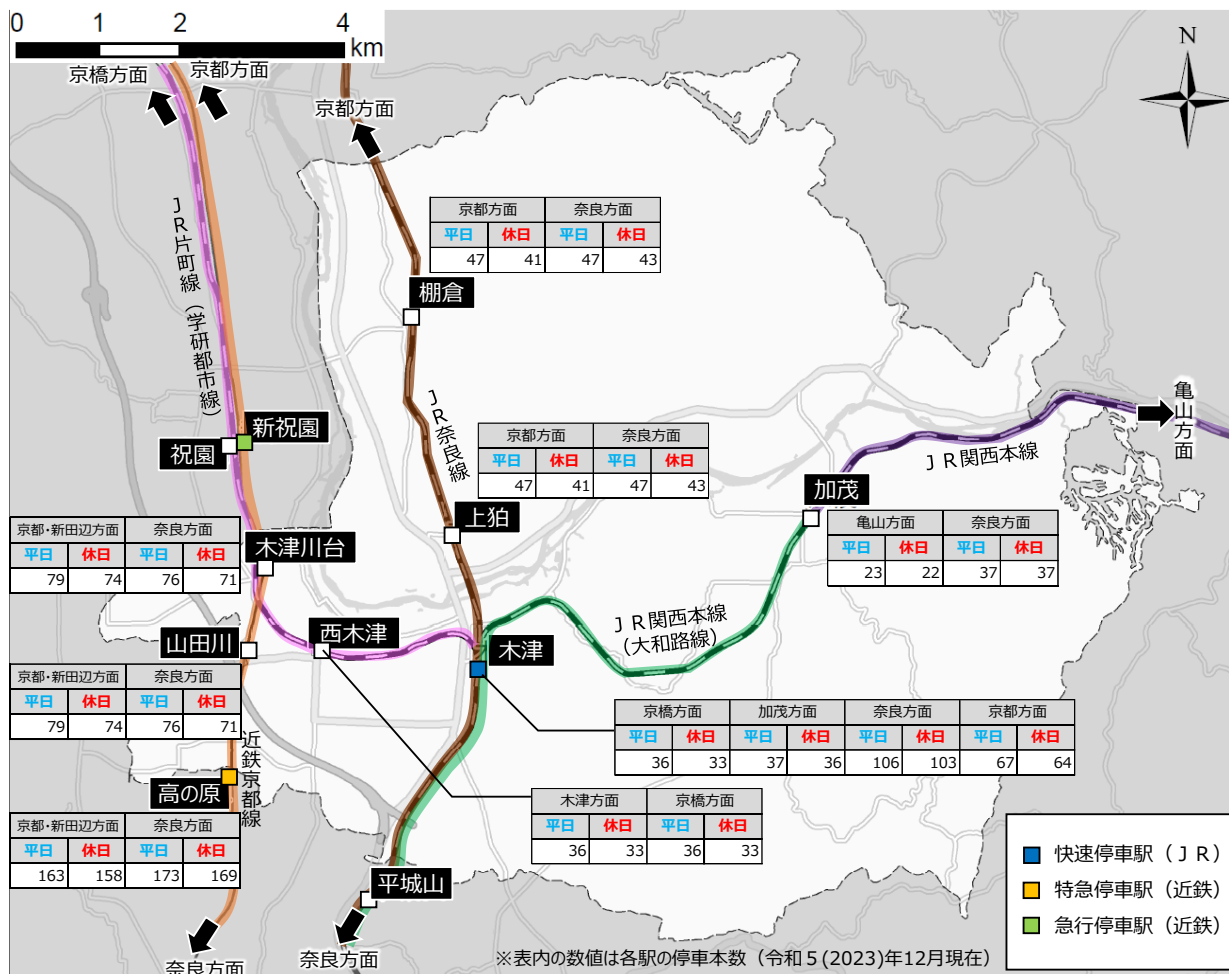 0 1 2 4
km
京橋方面
京都方面
京都方面
N
JR片町線（学研都市線）
京都方面 奈良方面
平日 休日 平日 休日
47 41 47 43
棚倉
JR奈良線
新祝園
祝園
京都方面 奈良方面
平日 休日 平日 休日
47 41 47 43
上狛
亀山方面
ＪＲ関西本線
加茂
亀山方面 奈良方面
平日 休日 平日 休日
23 22 37 37
京都・新田辺方面 奈良方面
平日 休日 平日 休日
79 74 76 71
木津川台
山田川
西木津
木津
ＪＲ関西本線
（大和路線）
京都・新田辺方面 奈良方面
平日 休日 平日 休日
79 74 76 71
近鉄京都線
高の原
京橋方面 加茂方面 奈良方面 京都方面
平日 休日 平日 休日 平日 休日 平日 休日
36 33 37 36 106 103 67 64
木津方面 京橋方面
平日 休日 平日 休日
36 33 36 33
京都・新田辺方面 奈良方面
平日 休日 平日 休日
163 158 173 169
平城山
奈良方面
奈良方面
快速停車駅（ＪＲ）
特急停車駅（近鉄）
急行停車駅（近鉄）
※表内の数値は各駅の停車本数（令和５(2023)年12月現在）